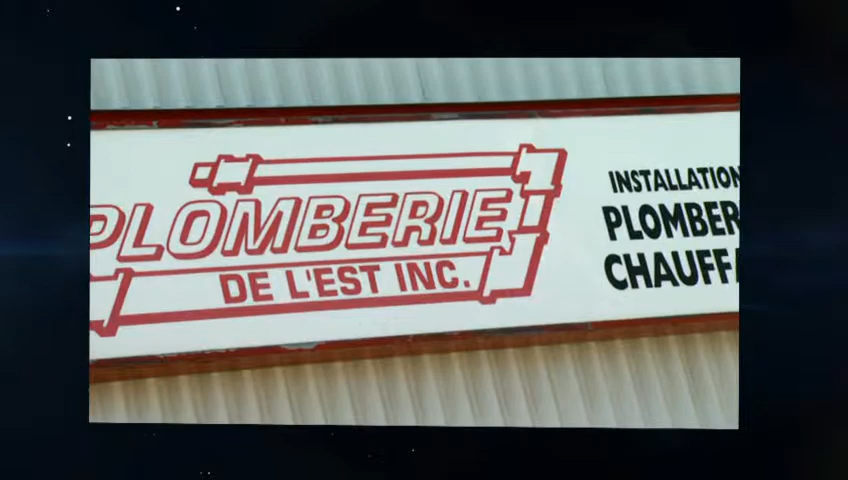 PLOMBERIE
DE L'EST INC.
INSTALLATION
PLOMBER
CHAUFF